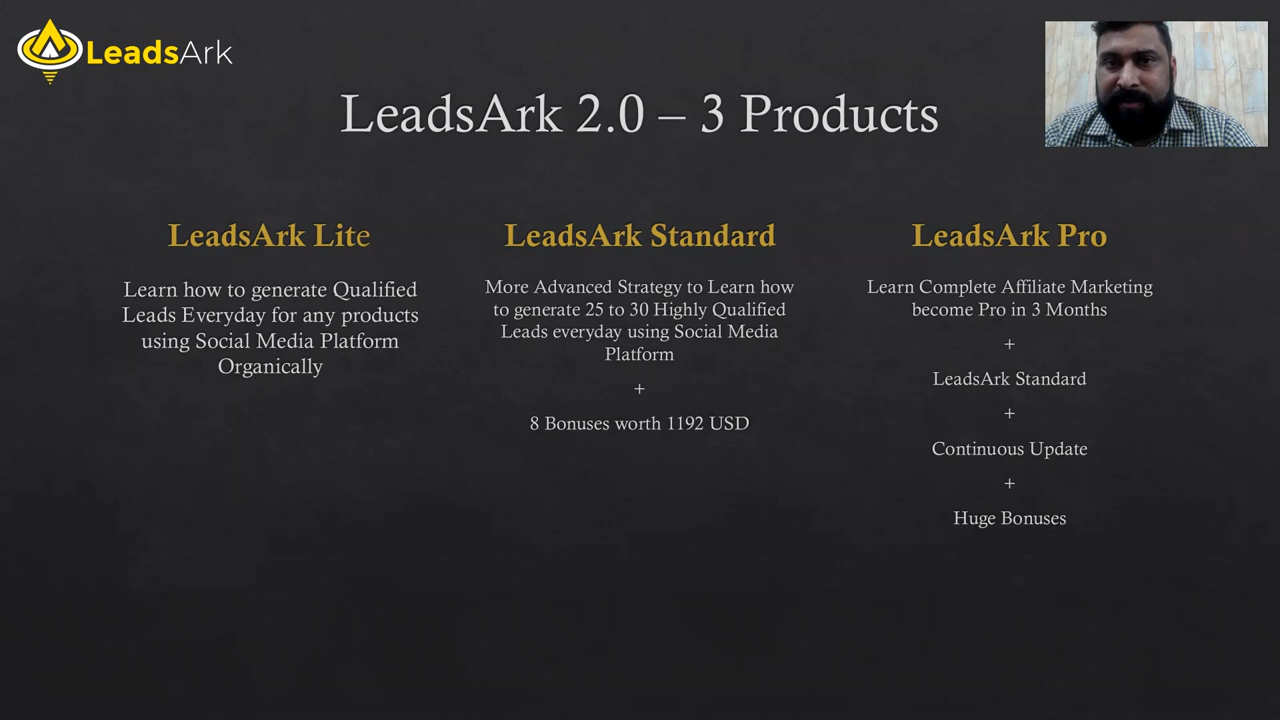 LeadsArk
LeadsArk 2.0 – 3 Products
LeadsArk Lite
Learn how to generate Qualified
Leads Everyday for any products
using Social Media Platform
Organically
LeadsArk Standard
More Advanced Strategy to Learn how
to generate 25 to 30 Highly Qualified
Leads everyday using Social Media
Platform
+
8 Bonuses worth 1192 USD
LeadsArk Pro
Learn Complete Affiliate Marketing
become Pro in 3 Months
+
LeadsArk Standard
+
Continuous Update
+
Huge Bonuses